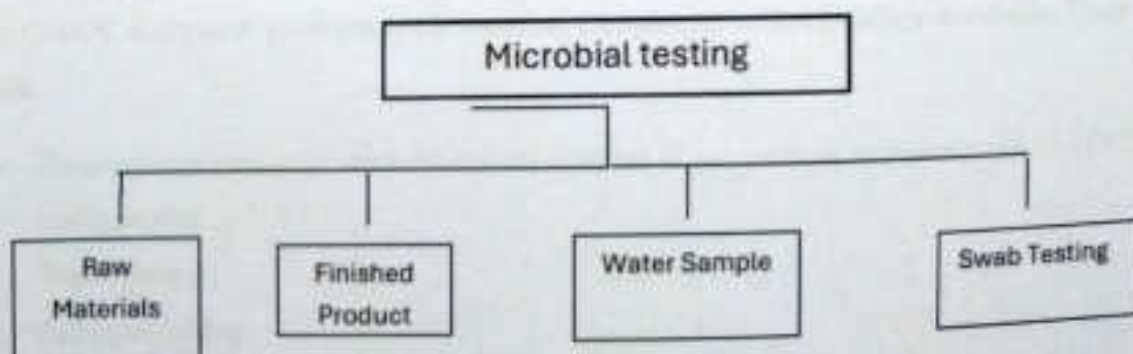 Microbial testing
Raw
Materials
Finished
Product
Water Sample
Swab Testing